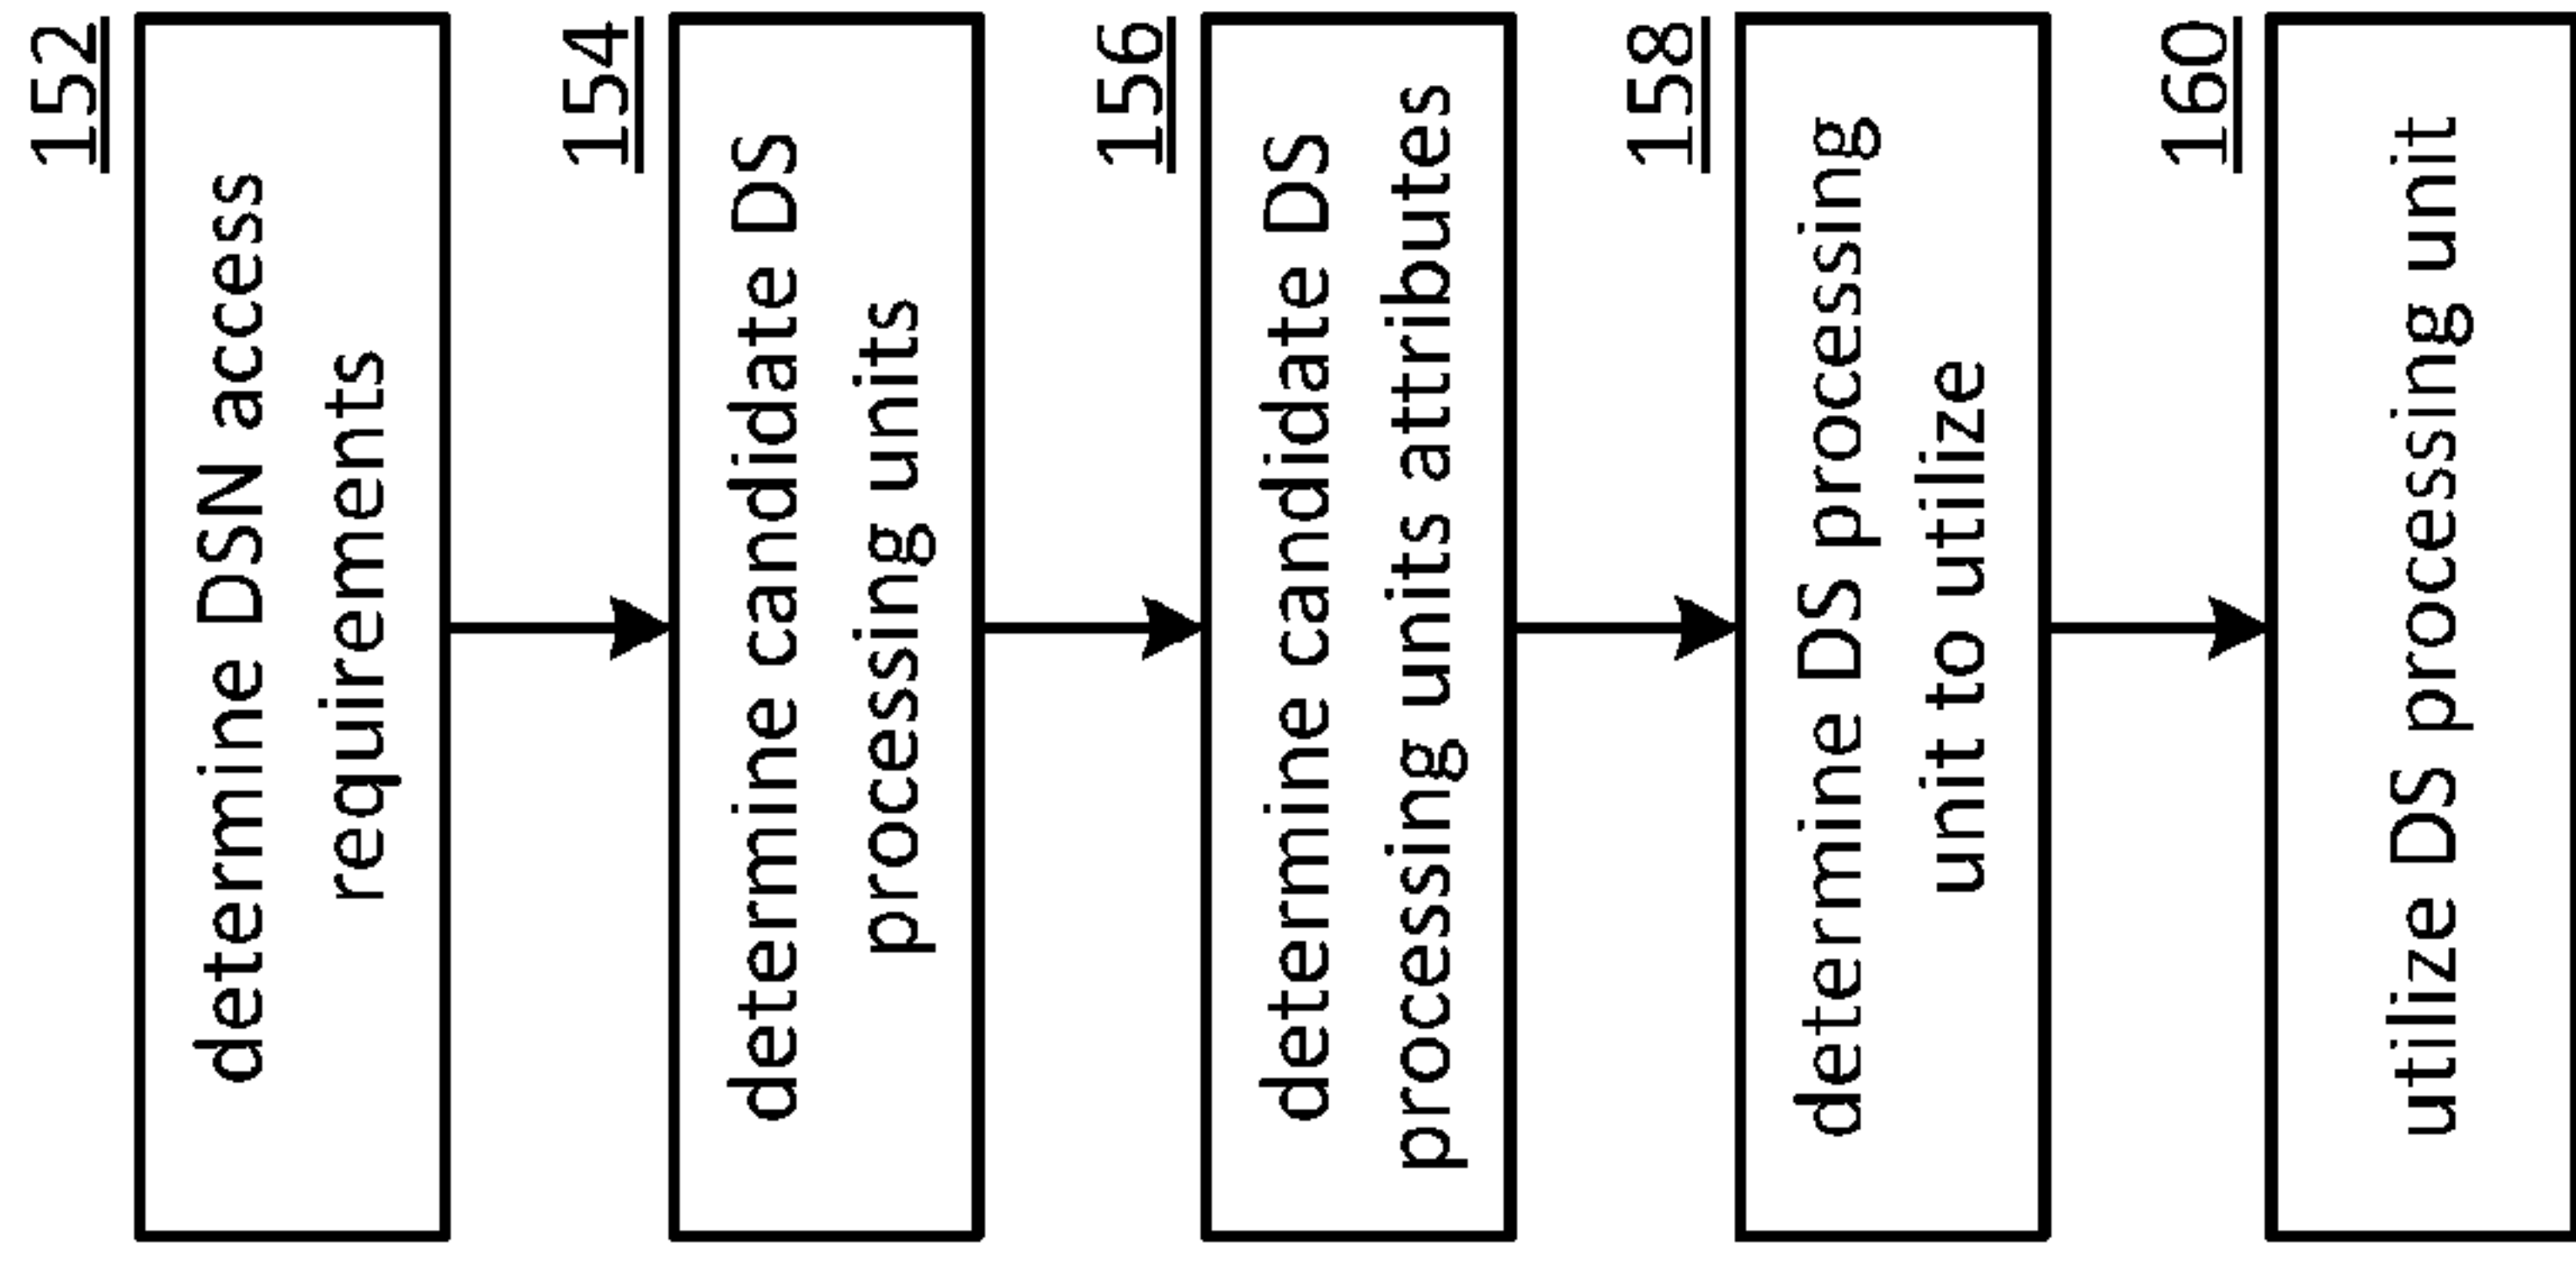 152
determine DSN access
requirements
154
determine candidate DS
processing units
156
determine candidate DS
processing units attributes
158
determine DS processing
unit to utilize
160
utilize DS processing unit